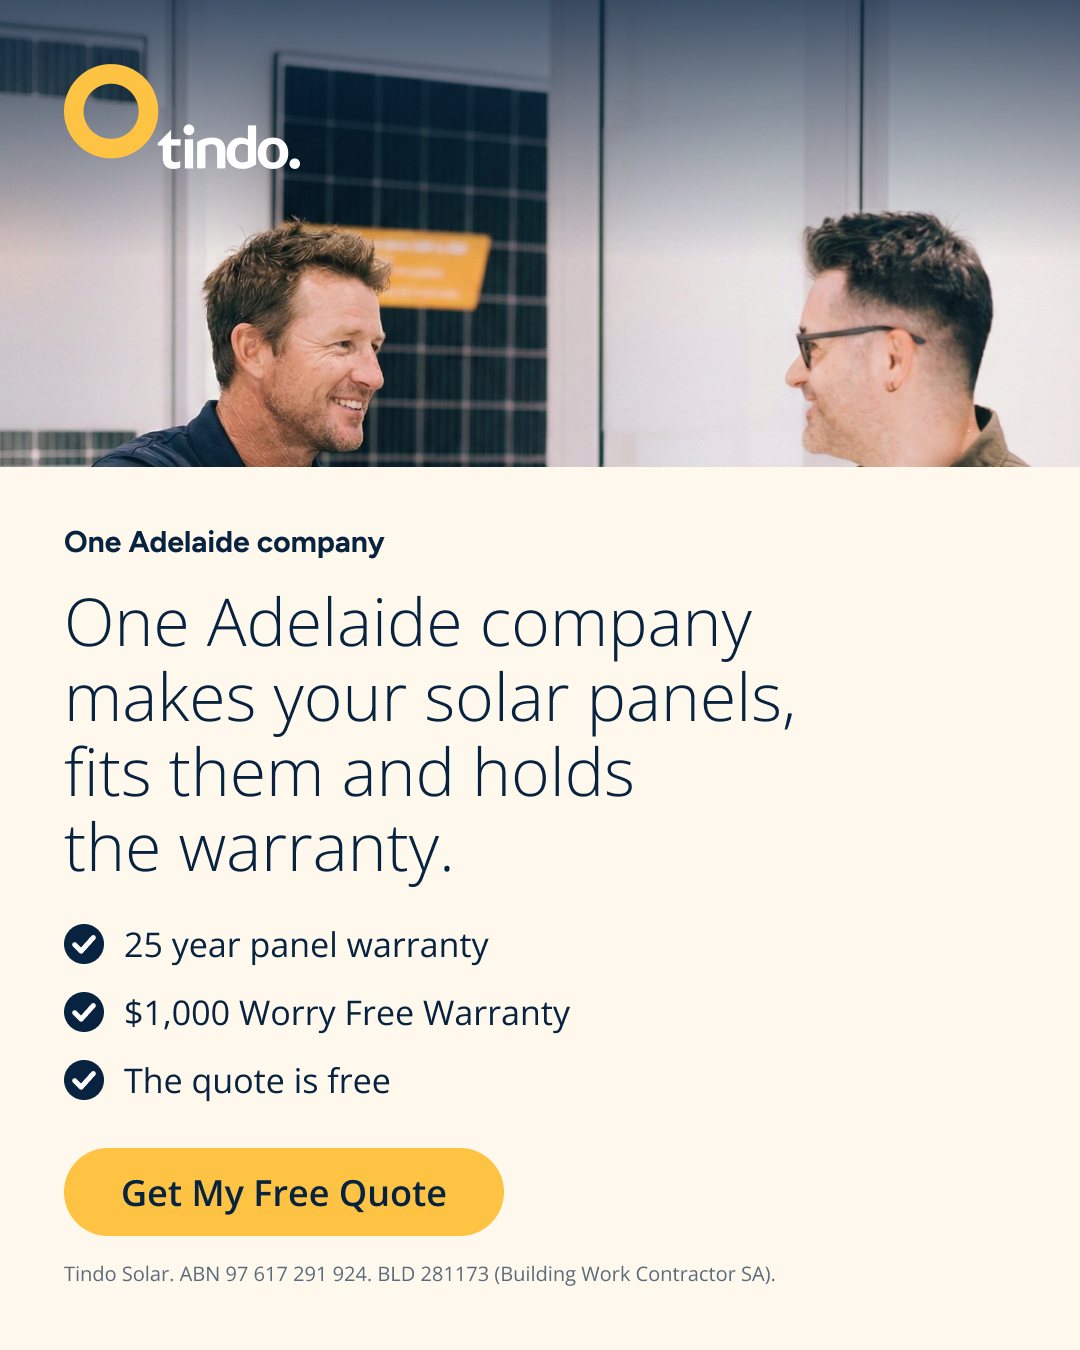 tindo.
One Adelaide company
One Adelaide company
makes your solar panels,
fits them and holds
the warranty.
25 year panel warranty
$1,000 Worry Free Warranty
The quote is free
Get My Free Quote
Tindo Solar. ABN 97 617 291 924. BLD 281173 (Building Work Contractor SA).